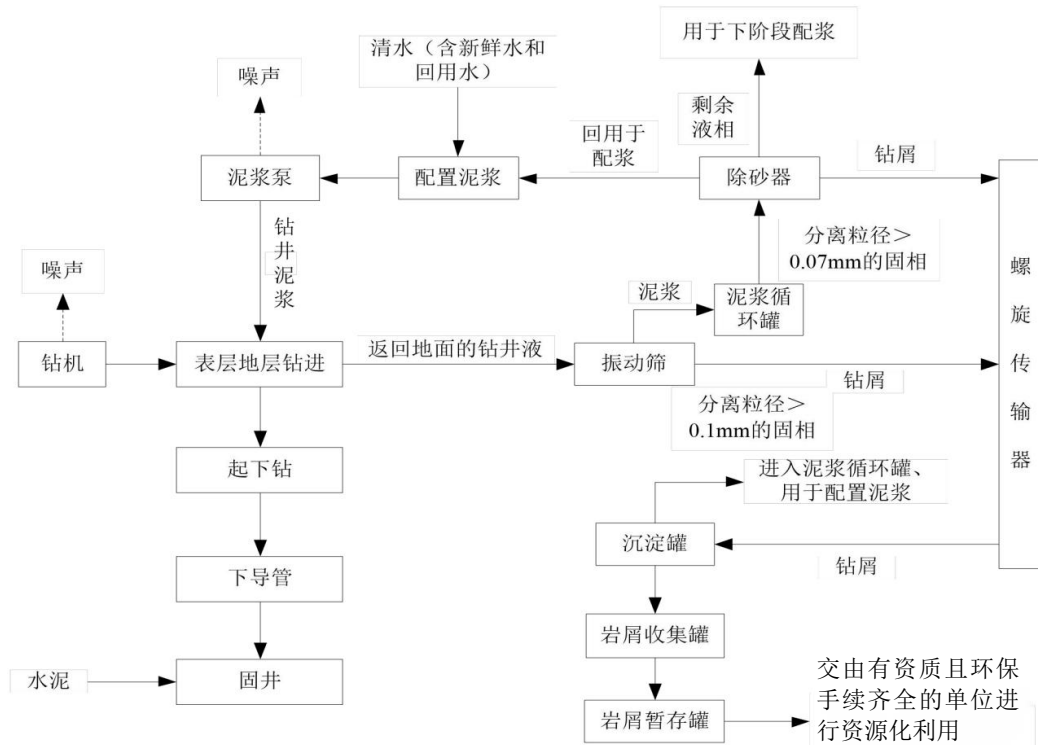 用于下阶段配浆
清水（含新鲜水和
回用水）
噪声
剩余
液相
回用于
配浆
钻屑
泥浆泵
配置泥浆
除砂器
钻井泥浆
分离粒径＞
0.07mm的固相
噪声
泥浆
泥浆循
环罐
螺旋传输器
返回地面的钻井液
钻机
表层地层钻进
振动筛
钻屑
分离粒径＞
0.1mm的固相
起下钻
进入泥浆循环罐、
用于配置泥浆
沉淀罐
钻屑
下导管
岩屑收集罐
水泥
固井
交由有资质且环保
手续齐全的单位进
行资源化利用
岩屑暂存罐